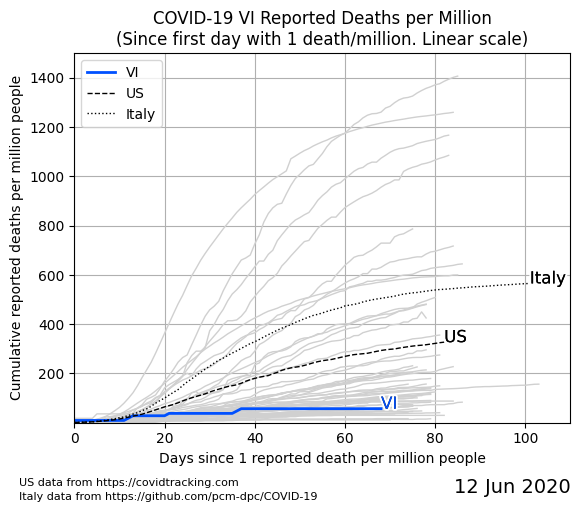 COVID-19 VI Reported Deaths per Million
(Since first day with 1 death/million. Linear scale)
VI
US
Italy
Cumulative reported deaths per million people
1400
1200
1000
800
600
400
200
Italy
US
VI
0
20
40
60
80
100
Days since 1 reported death per million people
US data from https://covidtracking.com
Italy data from https://github.com/pcm-dpc/COVID-19
12 Jun 2020